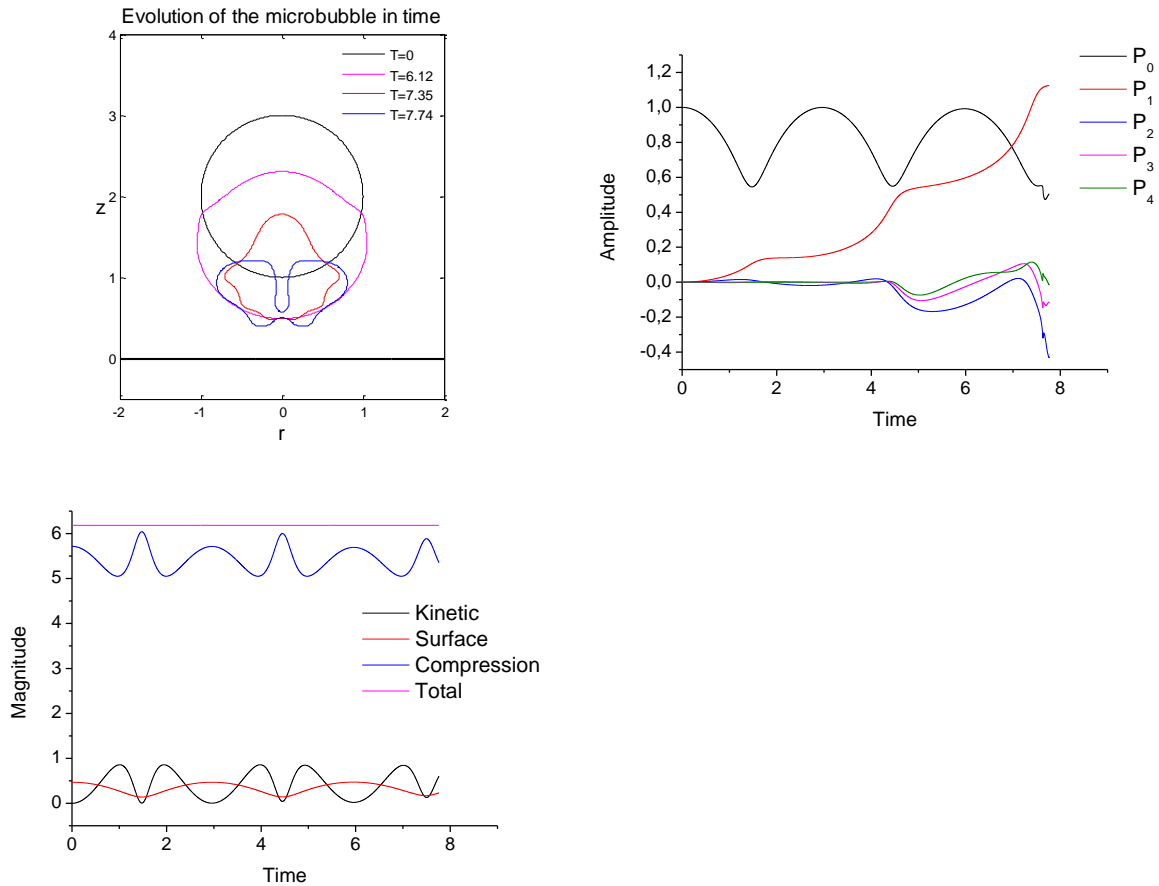 Evolution of the microbubble in time
4
3
2
1
0
z
-2
-1
0
1
2
r
T=0
T=6.12
T=7.35
T=7.74
1,2
1,0
0,8
0,6
0,4
0,2
0,0
-0,2
-0,4
Amplitude
0
2
4
6
8
Time
P0
P1
P2
P3
P4
6
5
4
3
2
1
0
Magnitude
0
2
4
6
8
Time
Kinetic
Surface
Compression
Total